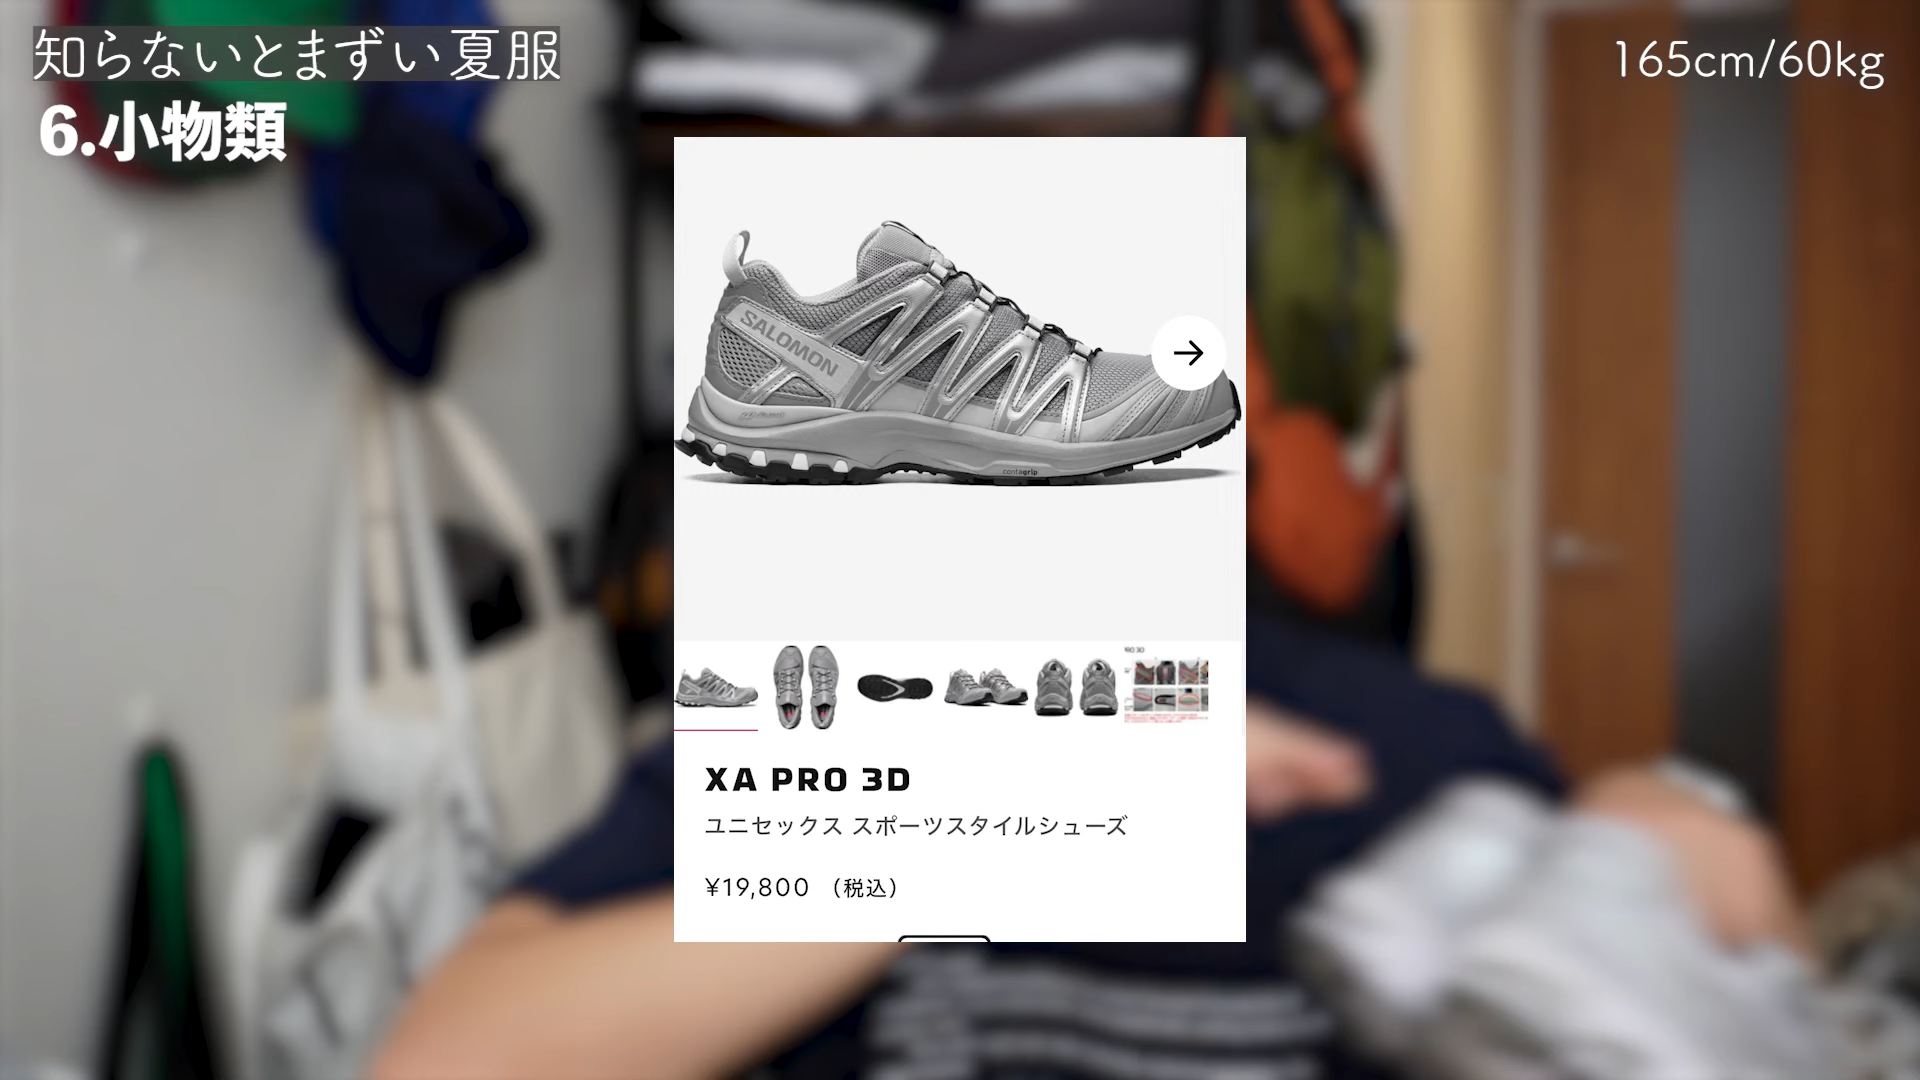 知らないとまずい夏服
165cm/60kg
6.小物類
SALOMON
contagrip
XA PRO 3D
ユニセックス スポーツスタイルシューズ
¥19,800 (税込)